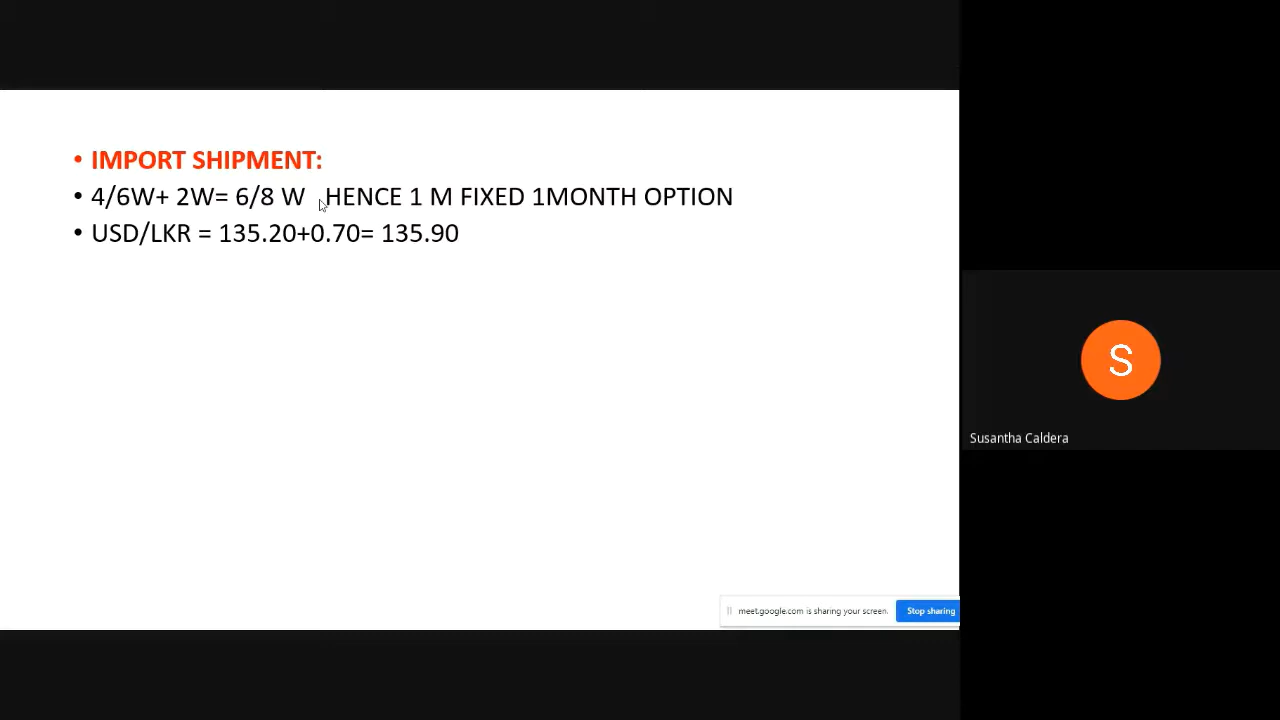 • IMPORT SHIPMENT:
• 4/6W+ 2W= 6/8 W HENCE 1 M FIXED 1MONTH OPTION
• USD/LKR = 135.20+0.70= 135.90
S
Susantha Caldera
meet.google.com is sharing your screen. Stop sharing